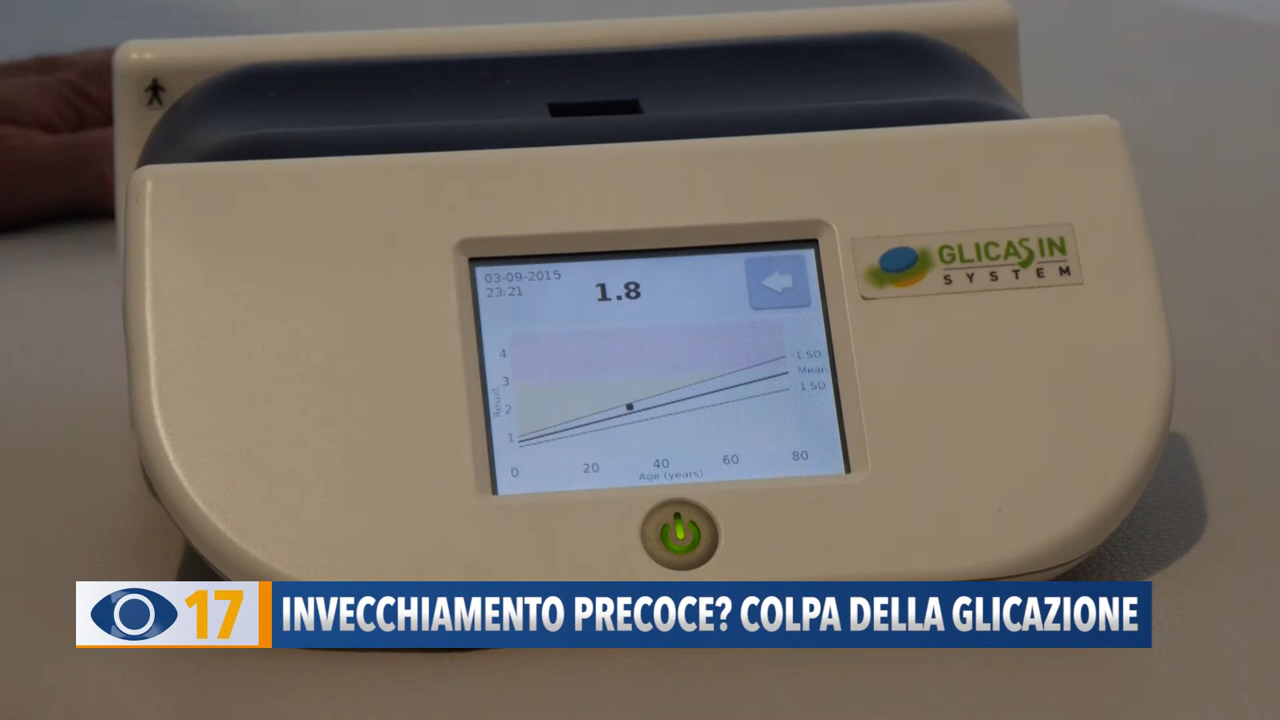 03-09-2015
23:21
1.8
GLICASIN
SYSTEM
4
3
2
1
Result
1 SD
Mean
1 SD
0 20 40 60 80
Age (years)
17
INVECCHIAMENTO PRECOCE? COLPA DELLA GLICAZIONE